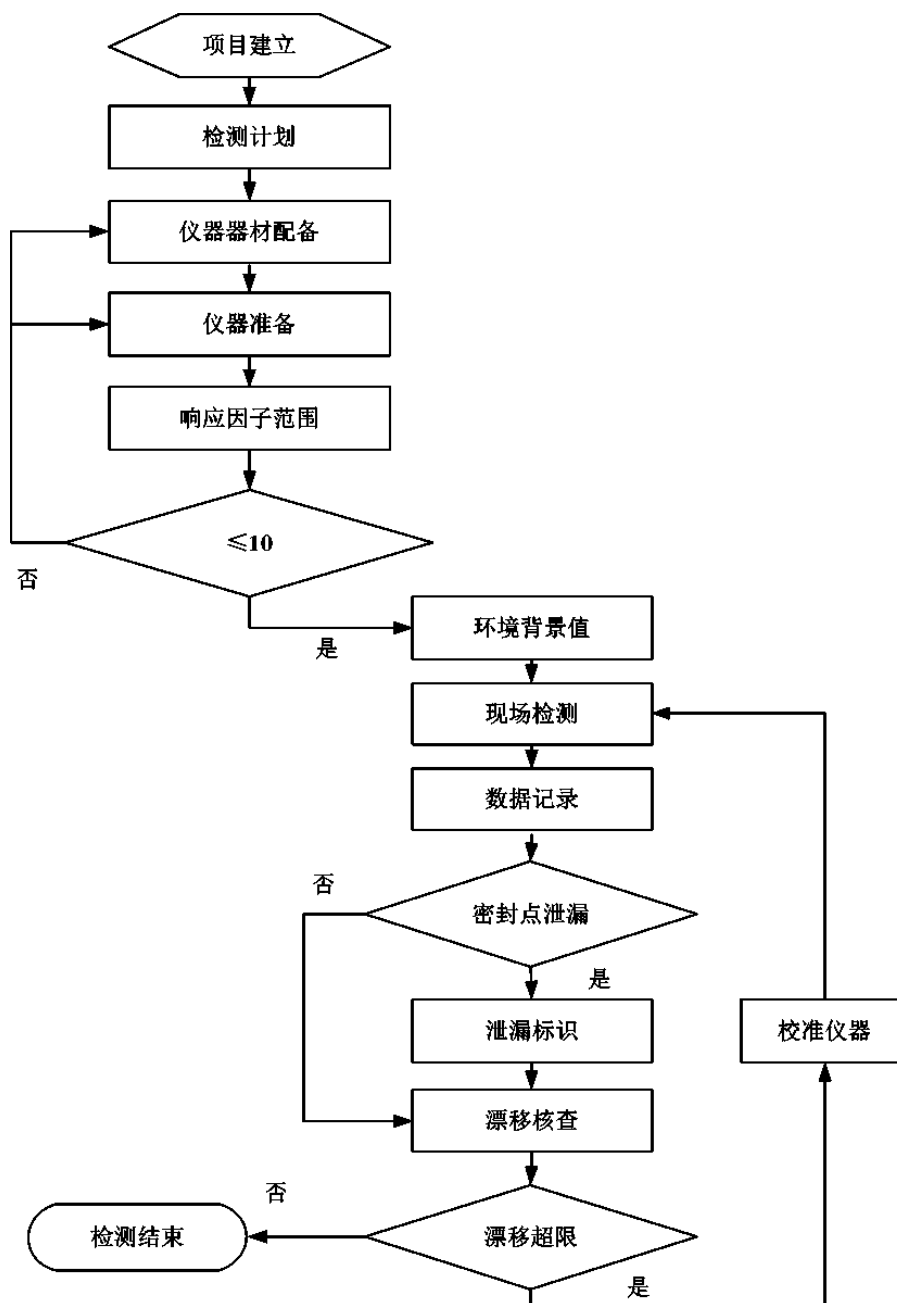 项目建立
检测计划
仪器器材配备
仪器准备
响应因子范围
≤10
否
是
环境背景值
现场检测
数据记录
否
密封点泄漏
是
泄漏标识
校准仪器
漂移核查
否
检测结束
漂移超限
是